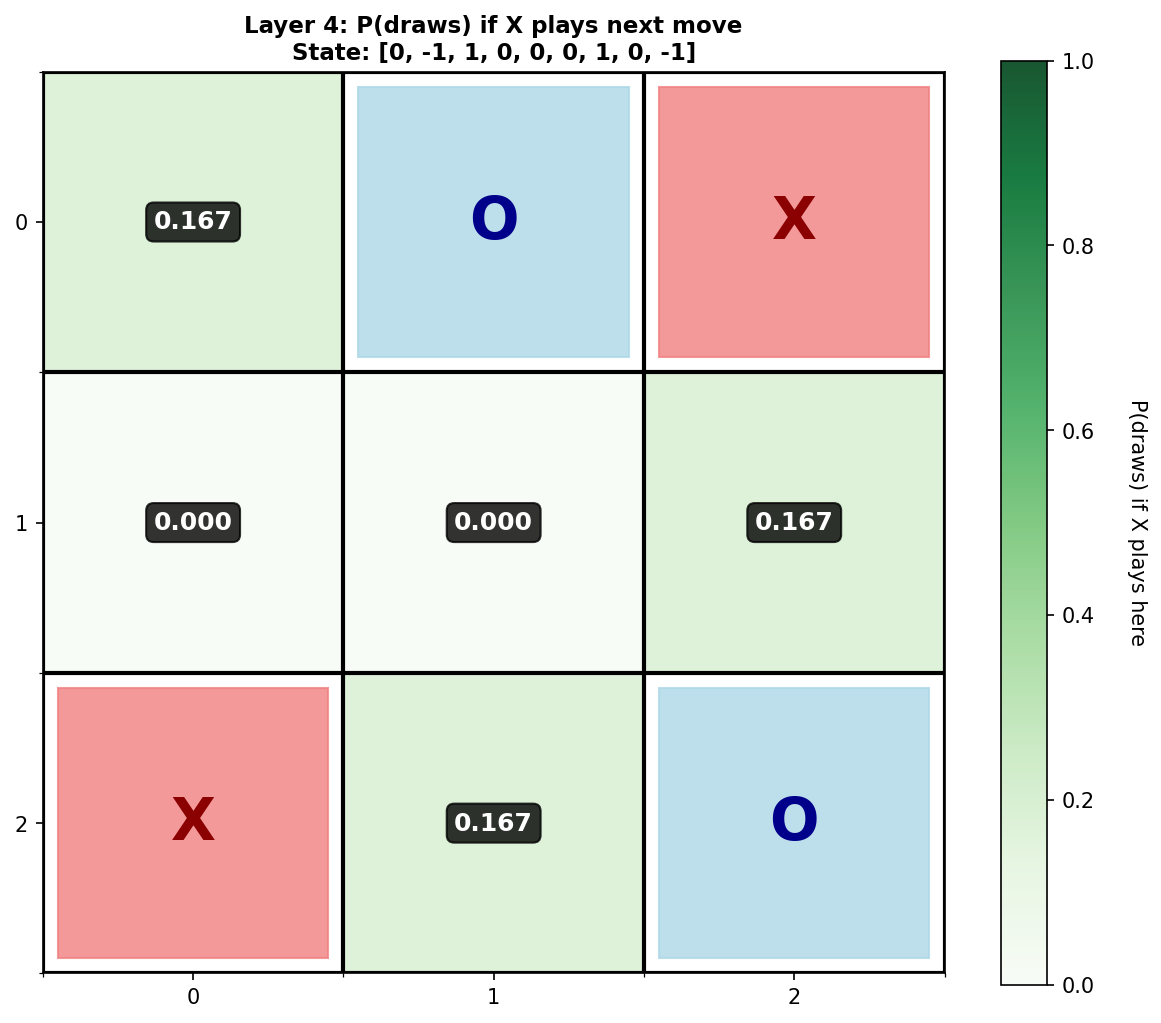 Layer 4: P(draws) if X plays next move
State: [0, -1, 1, 0, 0, 0, 1, 0, -1]
0
0.167
O
X
1
0.000
0.000
0.167
2
X
0.167
O
0
1
2
1.0
0.8
0.6
0.4
0.2
0.0
P(draws) if X plays here